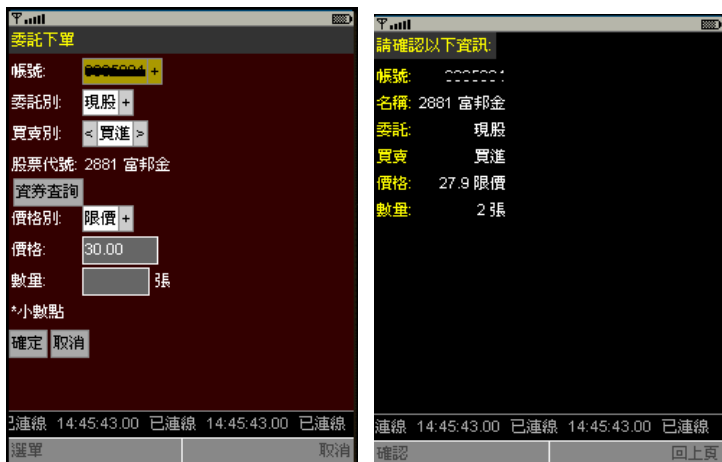 委託下單
帳號: +
委託別: 現股 +
買賣別: < 買進 >
股票代號: 2881 富邦金
資券查詢
價格別: 限價 +
價格: 30.00
數量: 張
*小數點
確定 取消
已連線 14:45:43.00 已連線 14:45:43.00 已連線
選單 取消
請確認以下資訊:
帳號:
名稱: 2881 富邦金
委託: 現股
買賣 買進
價格: 27.9 限價
數量: 2 張
連線 14:45:43.00 已連線 14:45:43.00 已連線
確認 回上頁